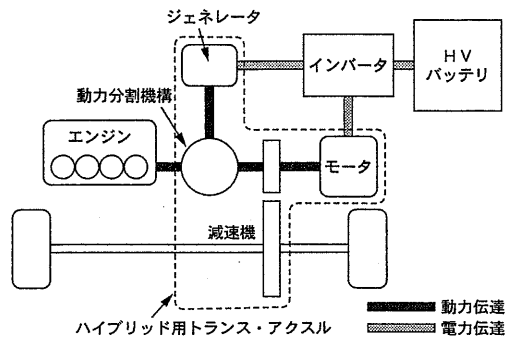 ジェネレータ
インバータ
HV
バッテリ
動力分割機構
エンジン
モータ
減速機
ハイブリッド用トランス・アクスル
動力伝達
電力伝達